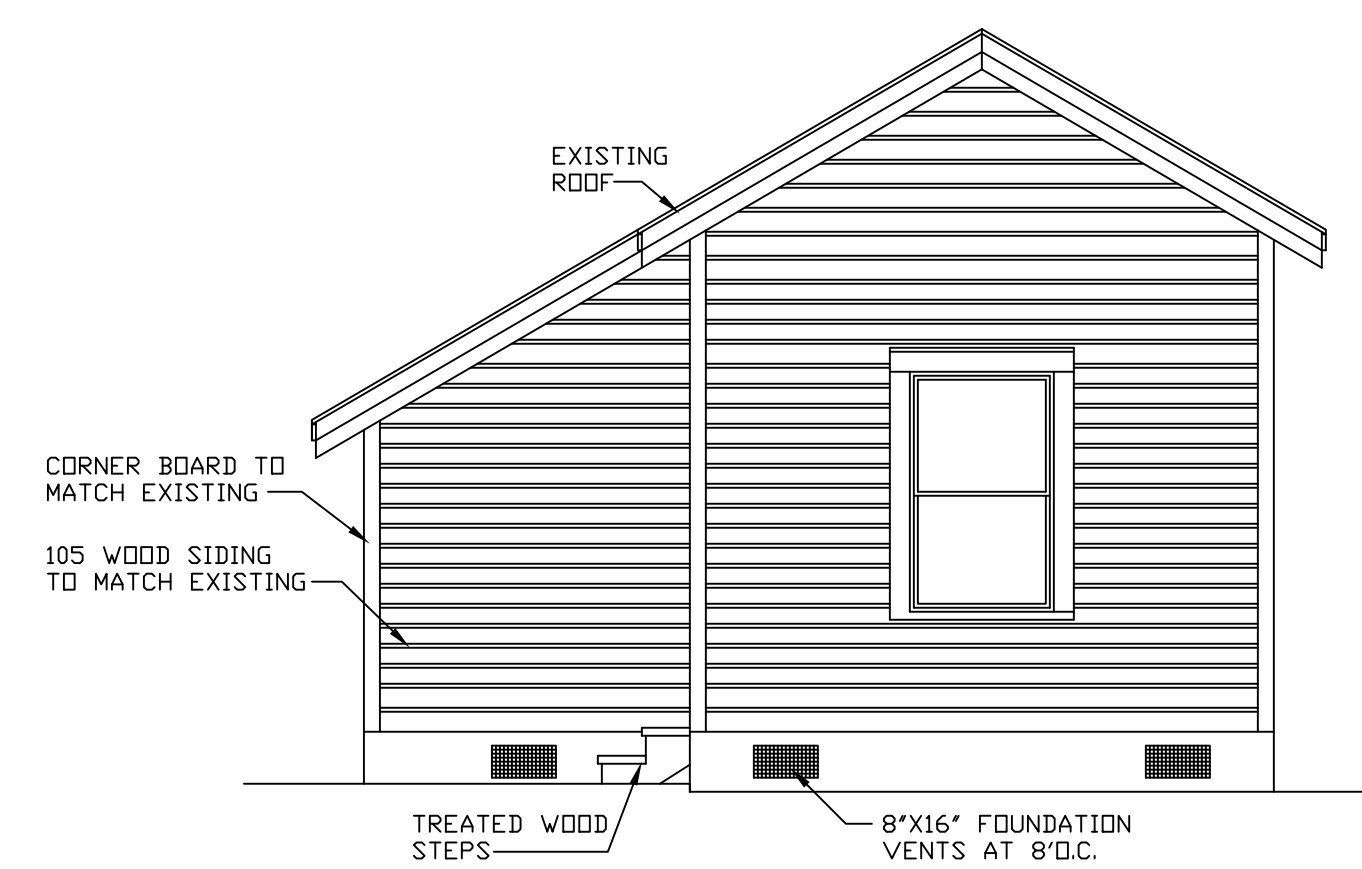 EXISTING
ROOF
CORNER BOARD TO
MATCH EXISTING
105 WOOD SIDING
TO MATCH EXISTING
TREATED WOOD
STEPS
8"X16" FOUNDATION
VENTS AT 8'O.C.